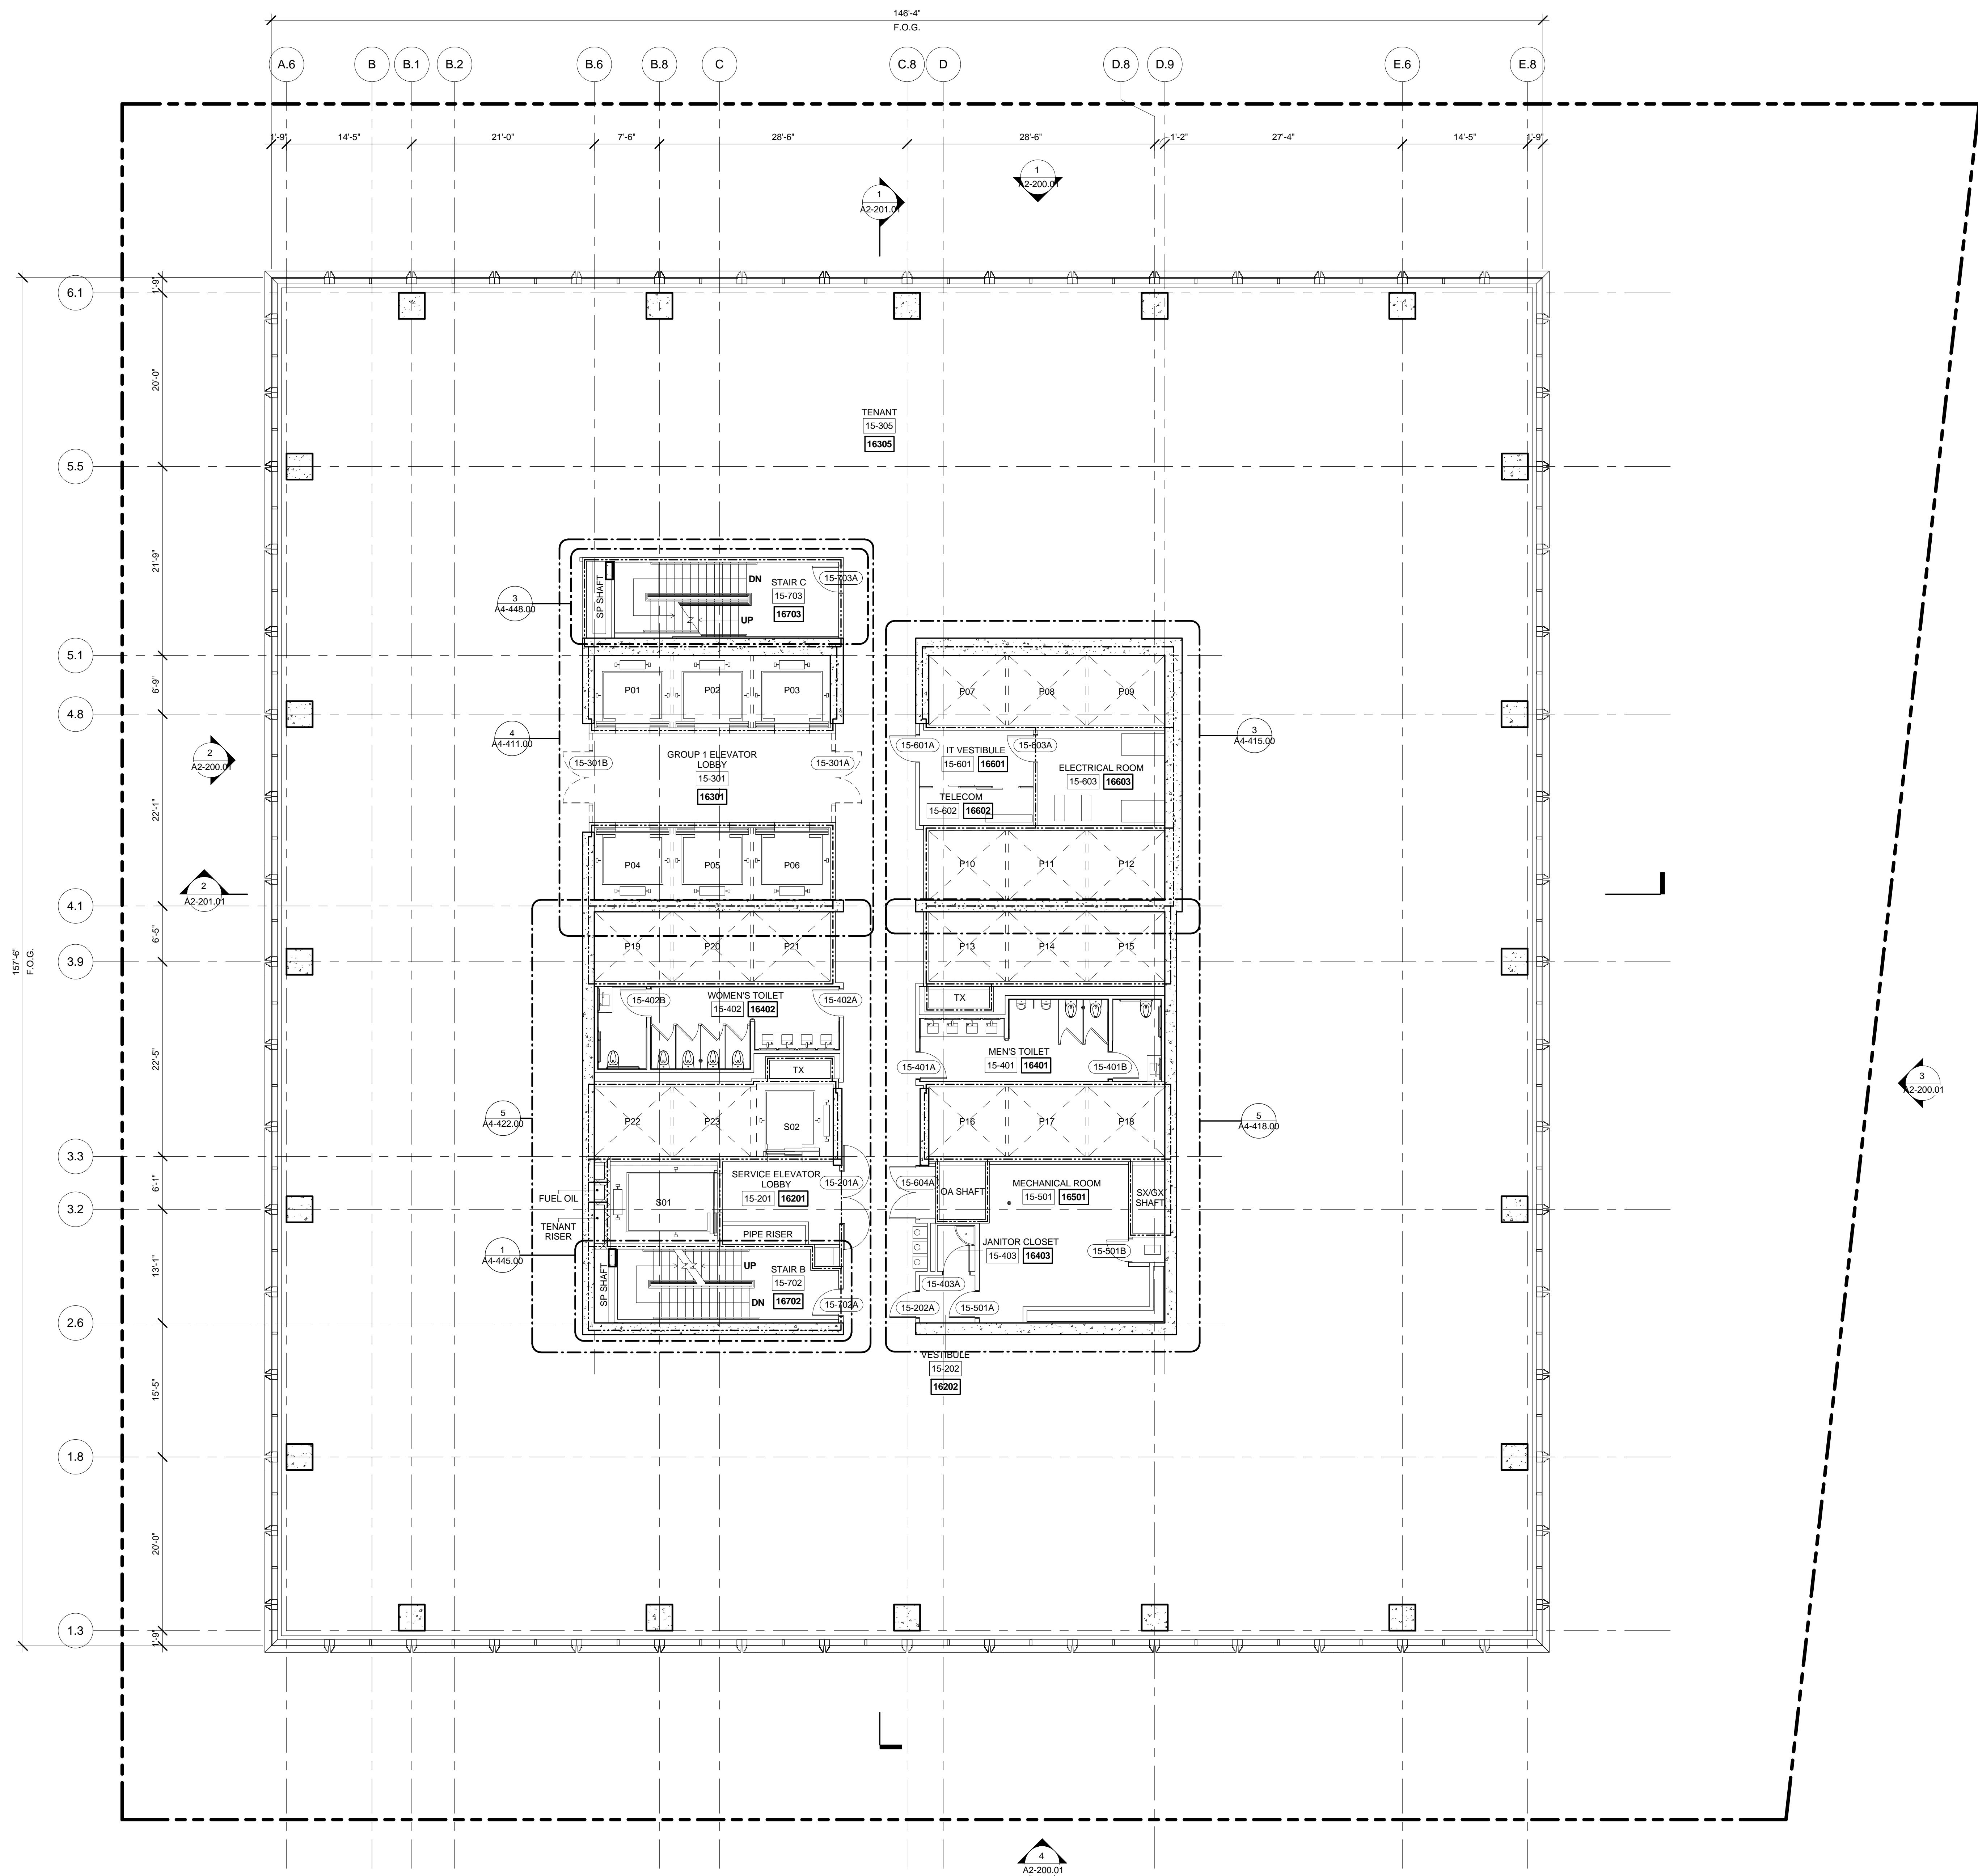 146'-4"
F.O.G.
A.6
B
B.1
B.2
B.6
B.8
C
C.8
D
D.8
D.9
E.6
E.8
1'-9"
14'-5"
21'-0"
7'-6"
28'-6"
28'-6"
1'-2"
27'-4"
14'-5"
1'-9"
1
A2-200.01
1
A2-201.01
6.1
1'-9"
20'-0"
TENANT
15-305
16305
5.5
21'-9"
SP SHAFT
DN
STAIR C
15-703A
15-703
16703
UP
3
A4-448.00
5.1
6'-9"
P01
P02
P03
P07
P08
P09
4.8
4
A4-411.00
3
A4-415.00
2
A2-200.01
GROUP 1 ELEVATOR
LOBBY
15-301B
15-301A
15-301
16301
15-601A
IT VESTIBULE
15-603A
15-601
16601
ELECTRICAL ROOM
15-603
16603
TELECOM
15-602
16602
22'-1"
P04
P05
P06
P10
P11
P12
2
A2-201.01
4.1
6'-5"
157'-6"
F.O.G.
P19
P20
P21
P13
P14
P15
3.9
15-402B
WOMEN'S TOILET
15-402A
15-402
16402
TX
TX
MEN'S TOILET
15-401A
15-401
16401
15-401B
22'-5"
3
A2-200.01
5
A4-422.00
P22
P23
S02
P16
P17
P18
5
A4-418.00
3.3
6'-1"
SERVICE ELEVATOR
LOBBY
15-201A
15-201
16201
FUEL OIL
S01
15-604A
OA SHAFT
MECHANICAL ROOM
15-501
16501
SX/GX
SHAFT
3.2
TENANT
RISER
PIPE RISER
JANITOR CLOSET
15-403
16403
15-501B
1
A4-445.00
13'-1"
SP SHAFT
UP
STAIR B
15-702
16702
DN
15-702A
15-403A
15-202A
15-501A
2.6
VESTIBULE
15-202
16202
15'-5"
1.8
20'-0"
1.3
1'-9"
4
A2-200.01